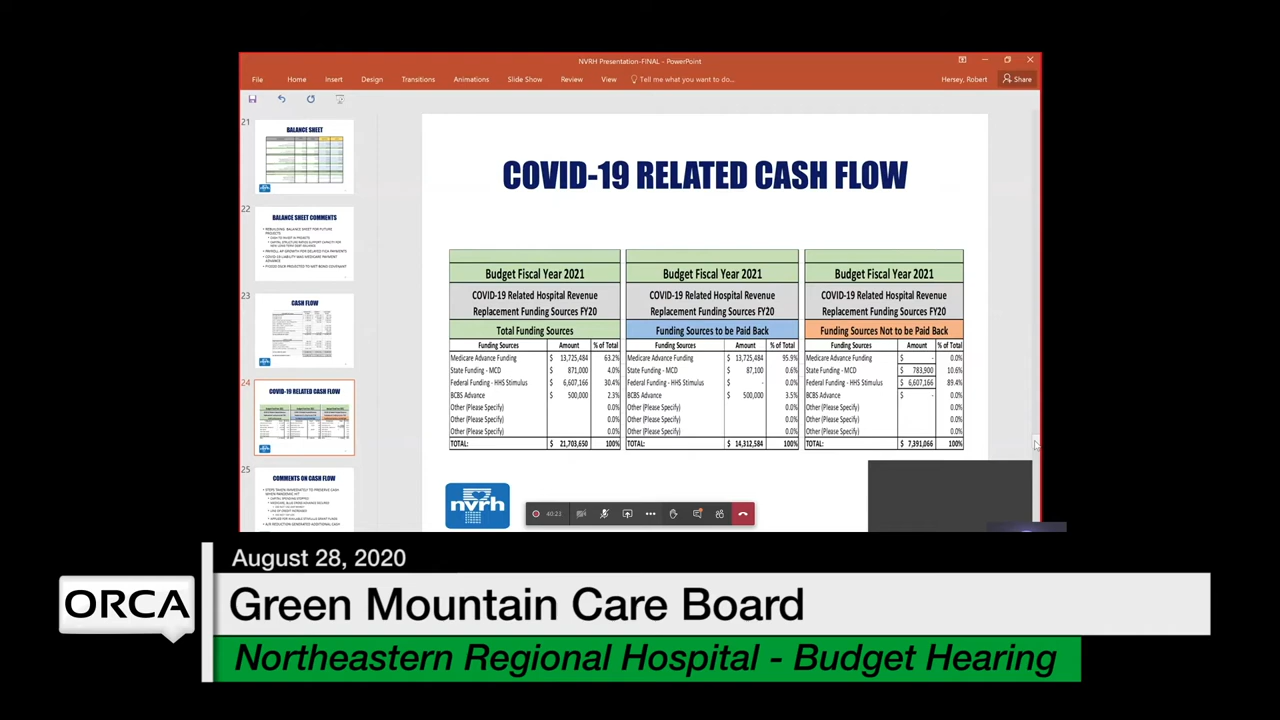 NVRH Presentation-FINAL - PowerPoint
File Home Insert Design Transitions Animations Slide Show Review View Tell me what you want to do... Hersey, Robert Share
21
BALANCE SHEET
22
BALANCE SHEET COMMENTS
23
CASH FLOW
24
COVID-19 RELATED CASH FLOW
25
COMMENTS ON CASH FLOW
COVID-19 RELATED CASH FLOW
Budget Fiscal Year 2021
COVID-19 Related Hospital Revenue
Replacement Funding Sources FY20
Total Funding Sources
Funding Sources Amount % of Total
Medicare Advance Funding $ 13,725,484 63.2%
State Funding - MCD $ 871,000 4.0%
Federal Funding - HHS Stimulus $ 6,607,166 30.4%
BCBS Advance $ 500,000 2.3%
Other (Please Specify) 0.0%
Other (Please Specify) 0.0%
Other (Please Specify) 0.0%
TOTAL: $ 21,703,650 100%
Budget Fiscal Year 2021
COVID-19 Related Hospital Revenue
Replacement Funding Sources FY20
Funding Sources to be Paid Back
Funding Sources Amount % of Total
Medicare Advance Funding $ 13,725,484 95.9%
State Funding - MCD $ 87,100 0.6%
Federal Funding - HHS Stimulus $ - 0.0%
BCBS Advance $ 500,000 3.5%
Other (Please Specify) 0.0%
Other (Please Specify) 0.0%
Other (Please Specify) 0.0%
TOTAL: $ 14,312,584 100%
Budget Fiscal Year 2021
COVID-19 Related Hospital Revenue
Replacement Funding Sources FY20
Funding Sources Not to be Paid Back
Funding Sources Amount % of Total
Medicare Advance Funding $ - 0.0%
State Funding - MCD $ 783,900 10.6%
Federal Funding - HHS Stimulus $ 6,607,166 89.4%
BCBS Advance $ - 0.0%
Other (Please Specify) 0.0%
Other (Please Specify) 0.0%
Other (Please Specify) 0.0%
TOTAL: $ 7,391,066 100%
nvrh
40:23
August 28, 2020
ORCA
Green Mountain Care Board
Northeastern Regional Hospital - Budget Hearing